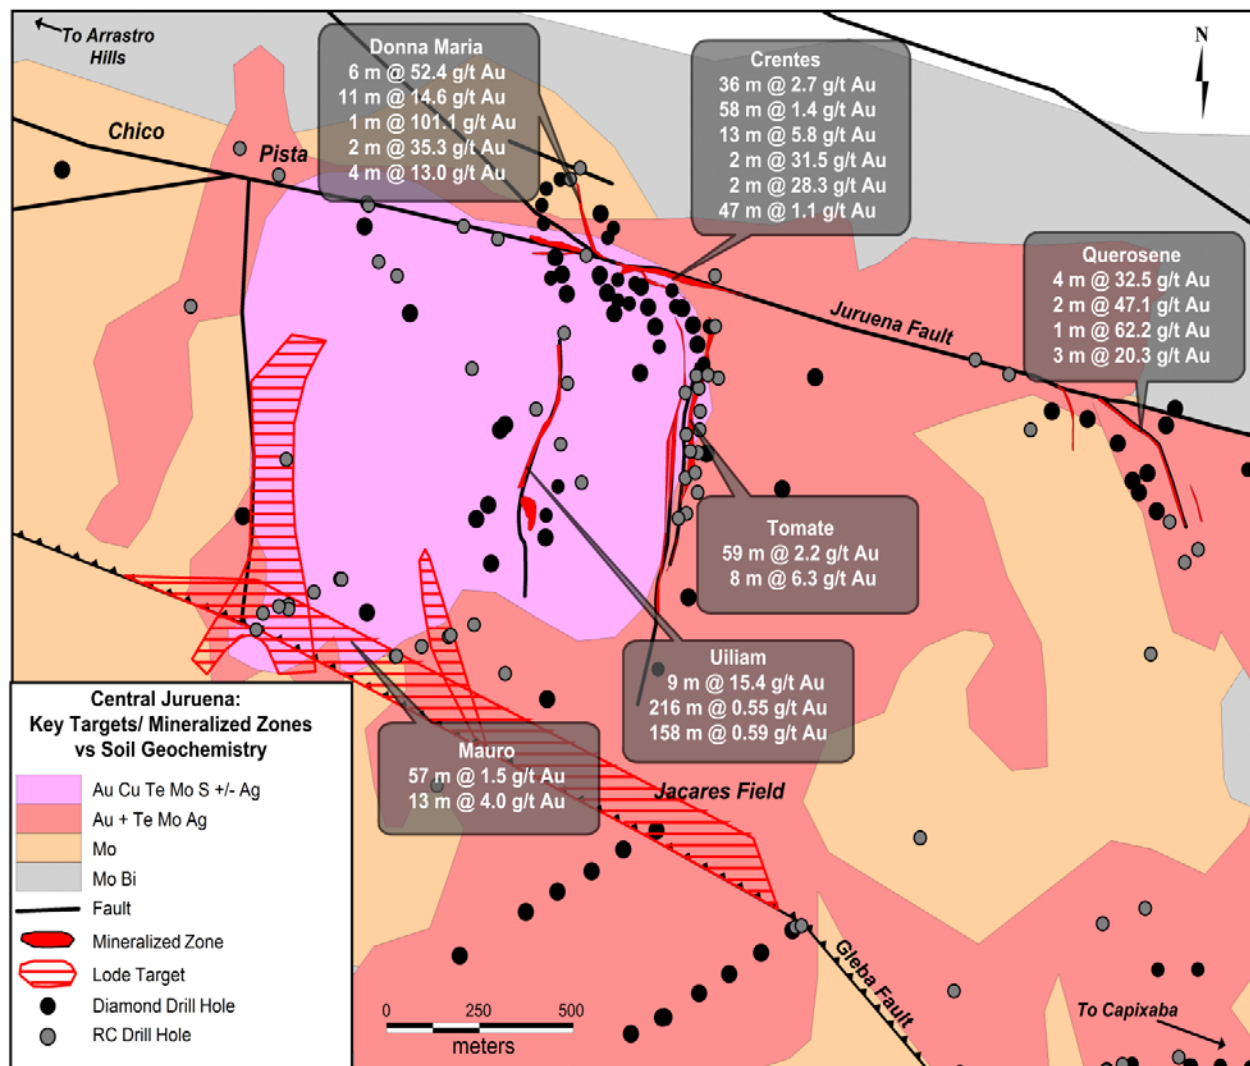 To Arrastro
Hills
N
Chico
Pista
Donna Maria
6 m @ 52.4 g/t Au
11 m @ 14.6 g/t Au
1 m @ 101.1 g/t Au
2 m @ 35.3 g/t Au
4 m @ 13.0 g/t Au
Crentes
36 m @ 2.7 g/t Au
58 m @ 1.4 g/t Au
13 m @ 5.8 g/t Au
2 m @ 31.5 g/t Au
2 m @ 28.3 g/t Au
47 m @ 1.1 g/t Au
Querosene
4 m @ 32.5 g/t Au
2 m @ 47.1 g/t Au
1 m @ 62.2 g/t Au
3 m @ 20.3 g/t Au
Juruena Fault
Tomate
59 m @ 2.2 g/t Au
8 m @ 6.3 g/t Au
Uiliam
9 m @ 15.4 g/t Au
216 m @ 0.55 g/t Au
158 m @ 0.59 g/t Au
Mauro
57 m @ 1.5 g/t Au
13 m @ 4.0 g/t Au
Jacares Field
Gleba Fault
To Capixaba
Central Juruena:
Key Targets/ Mineralized Zones
vs Soil Geochemistry
Au Cu Te Mo S +/- Ag
Au + Te Mo Ag
Mo
Mo Bi
Fault
Mineralized Zone
Lode Target
Diamond Drill Hole
RC Drill Hole
0 250 500
meters